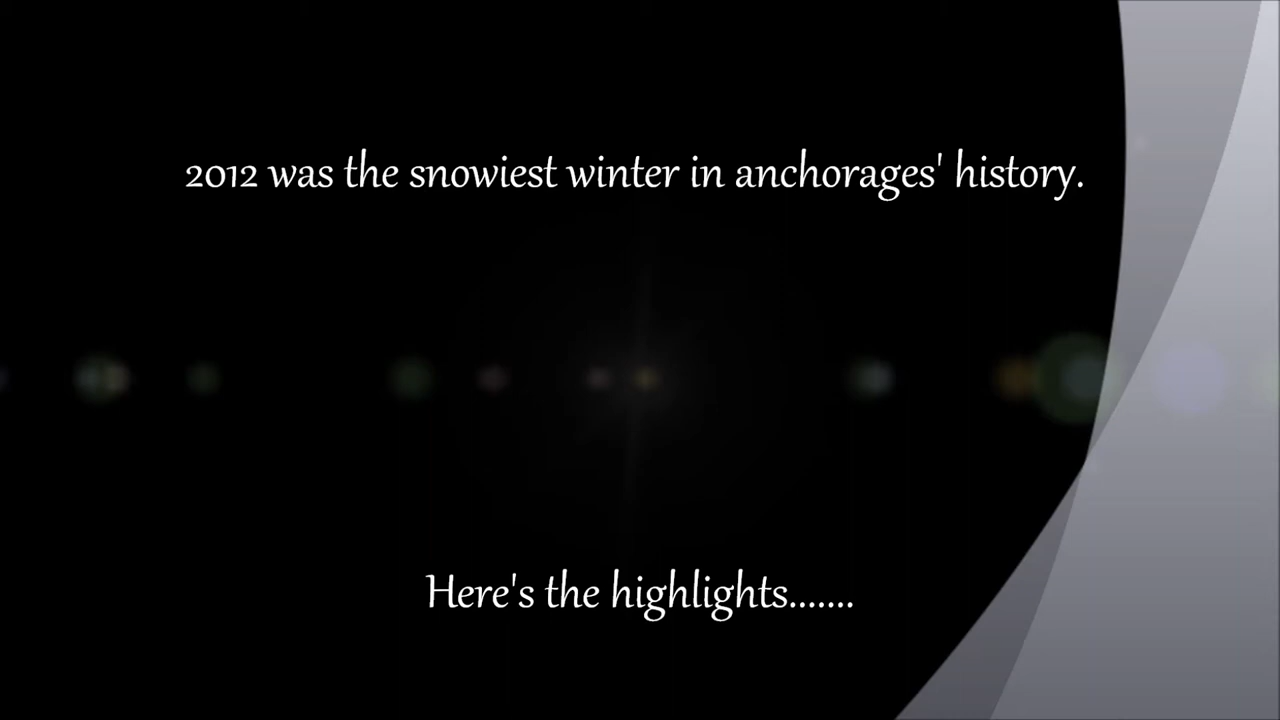 2012 was the snowiest winter in anchorages' history.
Here's the highlights.......